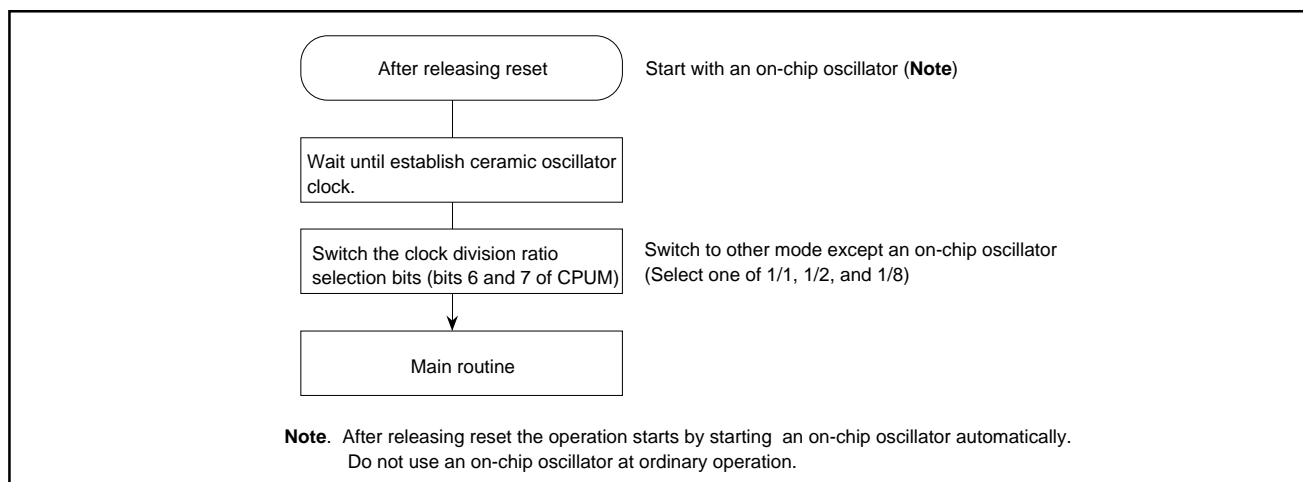 After releasing reset
Start with an on-chip oscillator (Note)
Wait until establish ceramic oscillator
clock.
Switch the clock division ratio
selection bits (bits 6 and 7 of CPUM)
Switch to other mode except an on-chip oscillator
(Select one of 1/1, 1/2, and 1/8)
Main routine
Note. After releasing reset the operation starts by starting an on-chip oscillator automatically.
Do not use an on-chip oscillator at ordinary operation.